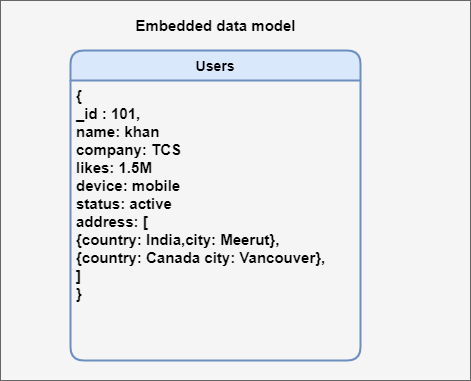 Embedded data model
Users
{
_id : 101,
name: khan
company: TCS
likes: 1.5M
device: mobile
status: active
address: [
{country: India,city: Meerut},
{country: Canada city: Vancouver},
]
}